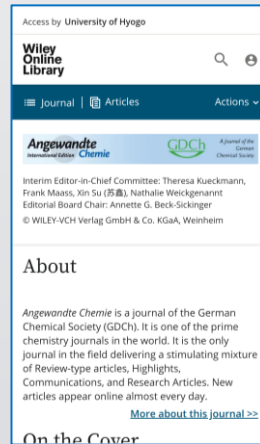 Access by University of Hyogo
Wiley
Online
Library
Journal | Articles Actions
Angewandte
International Edition Chemie
GDCh
A Journal of the
German
Chemical Society
Interim Editor-in-Chief Committee: Theresa Kueckmann,
Frank Maass, Xin Su (苏鑫), Nathalie Weickgenannt
Editorial Board Chair: Annette G. Beck-Sickinger
© WILEY-VCH Verlag GmbH & Co. KGaA, Weinheim
About
Angewandte Chemie is a journal of the German
Chemical Society (GDCh). It is one of the prime
chemistry journals in the world. It is the only
journal in the field delivering a stimulating mixture
of Review-type articles, Highlights,
Communications, and Research Articles. New
articles appear online almost every day.
More about this journal >>
On the Cover